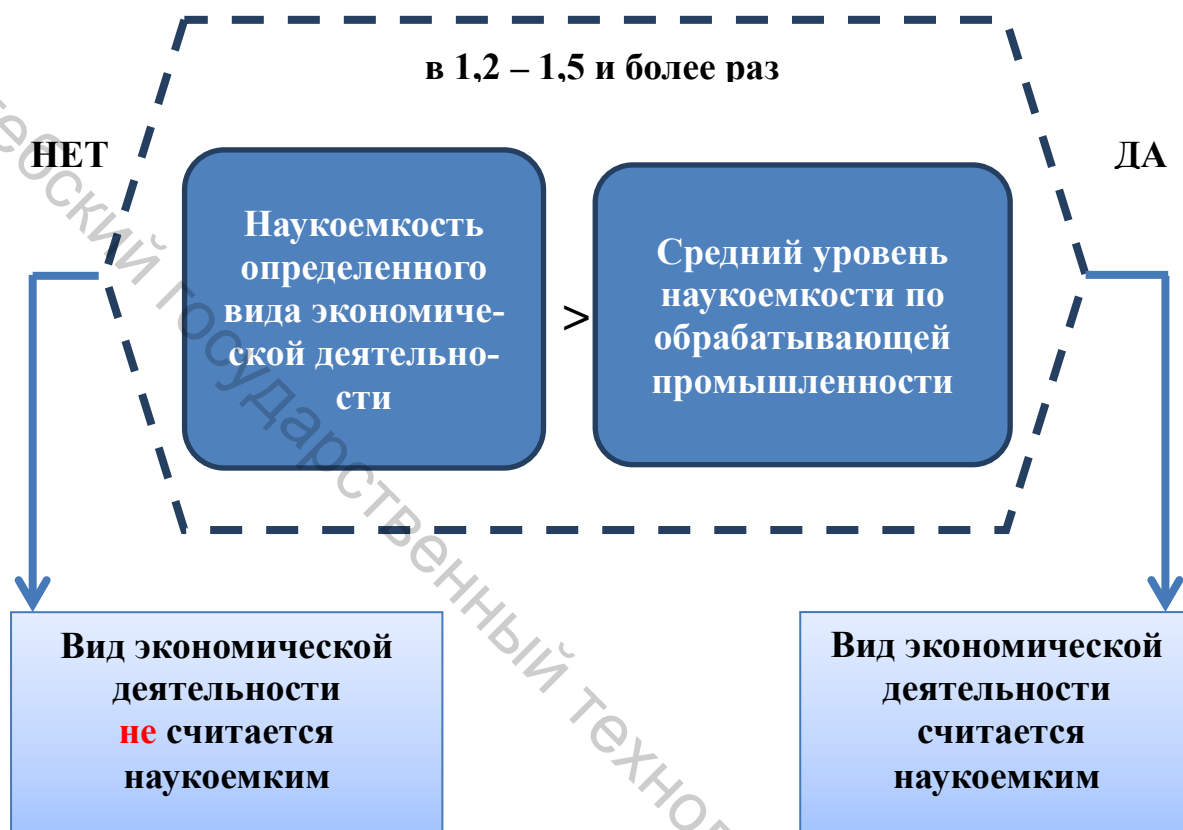 в 1,2 – 1,5 и более раз
НЕТ
ДА
Наукоемкость
определенного
вида экономиче-
ской деятельно-
сти
>
Средний уровень
наукоемкости по
обрабатывающей
промышленности
Вид экономической
деятельности
не считается
наукоемким
Вид экономической
деятельности
считается
наукоемким
государственный